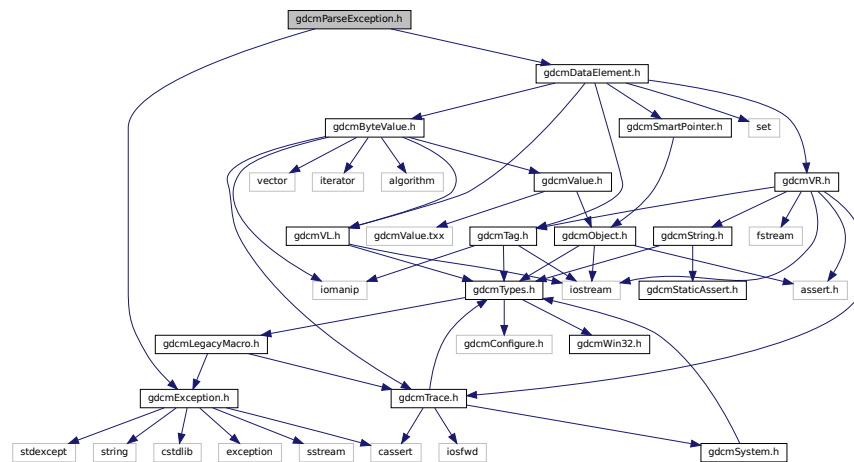 gdcmParseException.h
gdcmDataElement.h
gdcmByteValue.h
gdcmSmartPointer.h
set
vector
iterator
algorithm
gdcmValue.h
gdcmVR.h
gdcmVL.h
gdcmValue.txx
gdcmTag.h
gdcmObject.h
gdcmString.h
fstream
iomanip
gdcmTypes.h
iostream
gdcmStaticAssert.h
assert.h
gdcmLegacyMacro.h
gdcmConfigure.h
gdcmWin32.h
gdcmException.h
gdcmTrace.h
stdexcept
string
cstdlib
exception
sstream
cassert
iosfwd
gdcmSystem.h